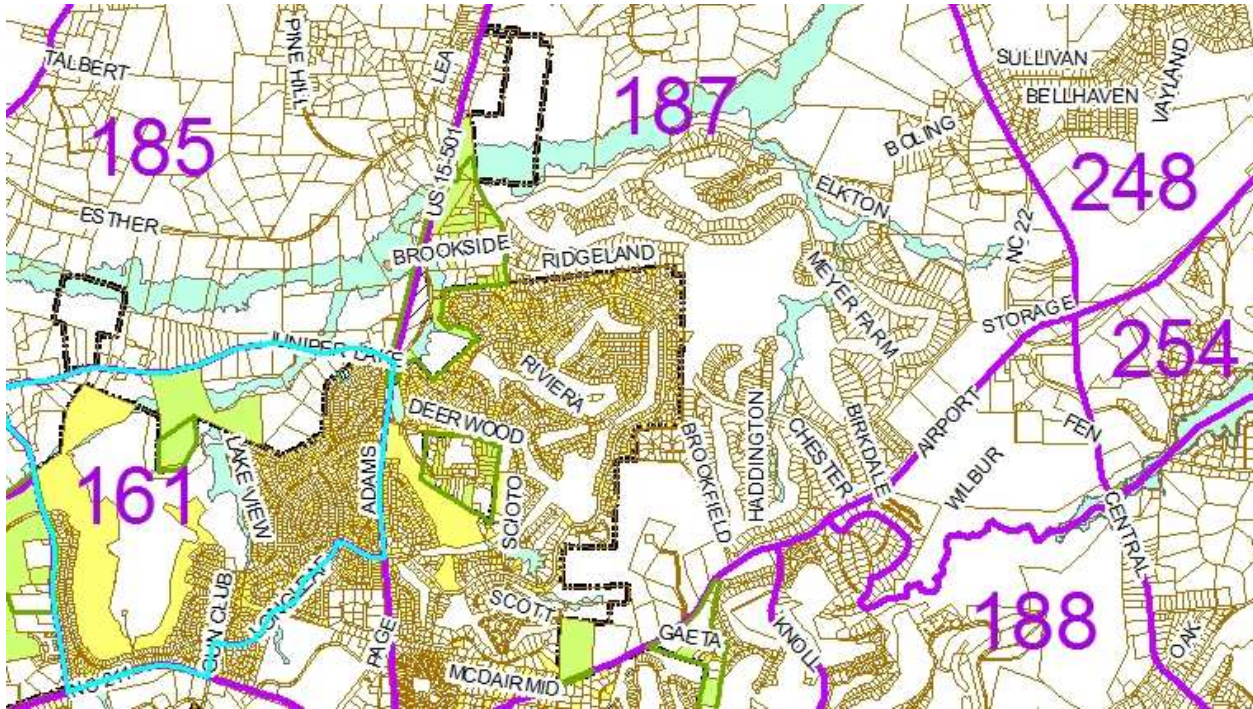 TALBERT
PINE HILL
LEA
187
SULLIVAN
VAYLAND
BELLHAVEN
185
US 15-501
BOLING
248
ELKTON
ESTHER
BROOKSIDE
RIDGELAND
NC 22
MEYER FARM
STORAGE
254
RIVIERA
DEERWOOD
161
LAKE VIEW
ADAMS
BROOKFIELD
HADDINGTON
CHESTER
BIRKDALE
AIRPORT
FEN
WILBUR
SCIOTO
CENTRAL
GUN CLUB
LONGLEAF
PAGE
SCOTT
GAETA
KNOLL
188
OAK
MCDAIRMID